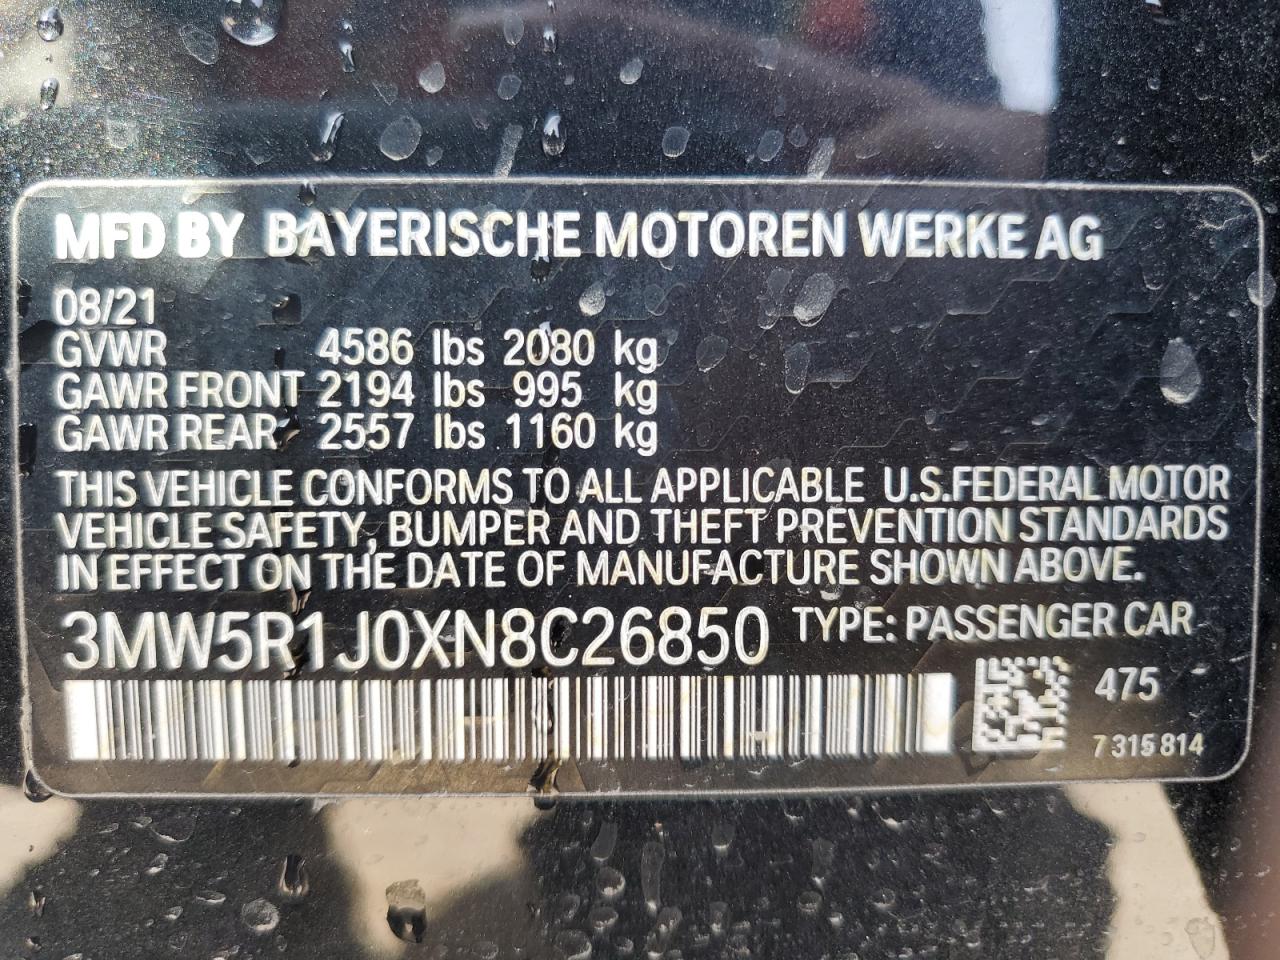 MFD BY BAYERISCHE MOTOREN WERKE AG
08/21
GVWR 4586 lbs 2080 kg
GAWR FRONT 2194 lbs 995 kg
GAWR REAR 2557 lbs 1160 kg
THIS VEHICLE CONFORMS TO ALL APPLICABLE U.S.FEDERAL MOTOR
VEHICLE SAFETY, BUMPER AND THEFT PREVENTION STANDARDS
IN EFFECT ON THE DATE OF MANUFACTURE SHOWN ABOVE.
3MW5R1J0XN8C26850 TYPE: PASSENGER CAR
475
7 315 814